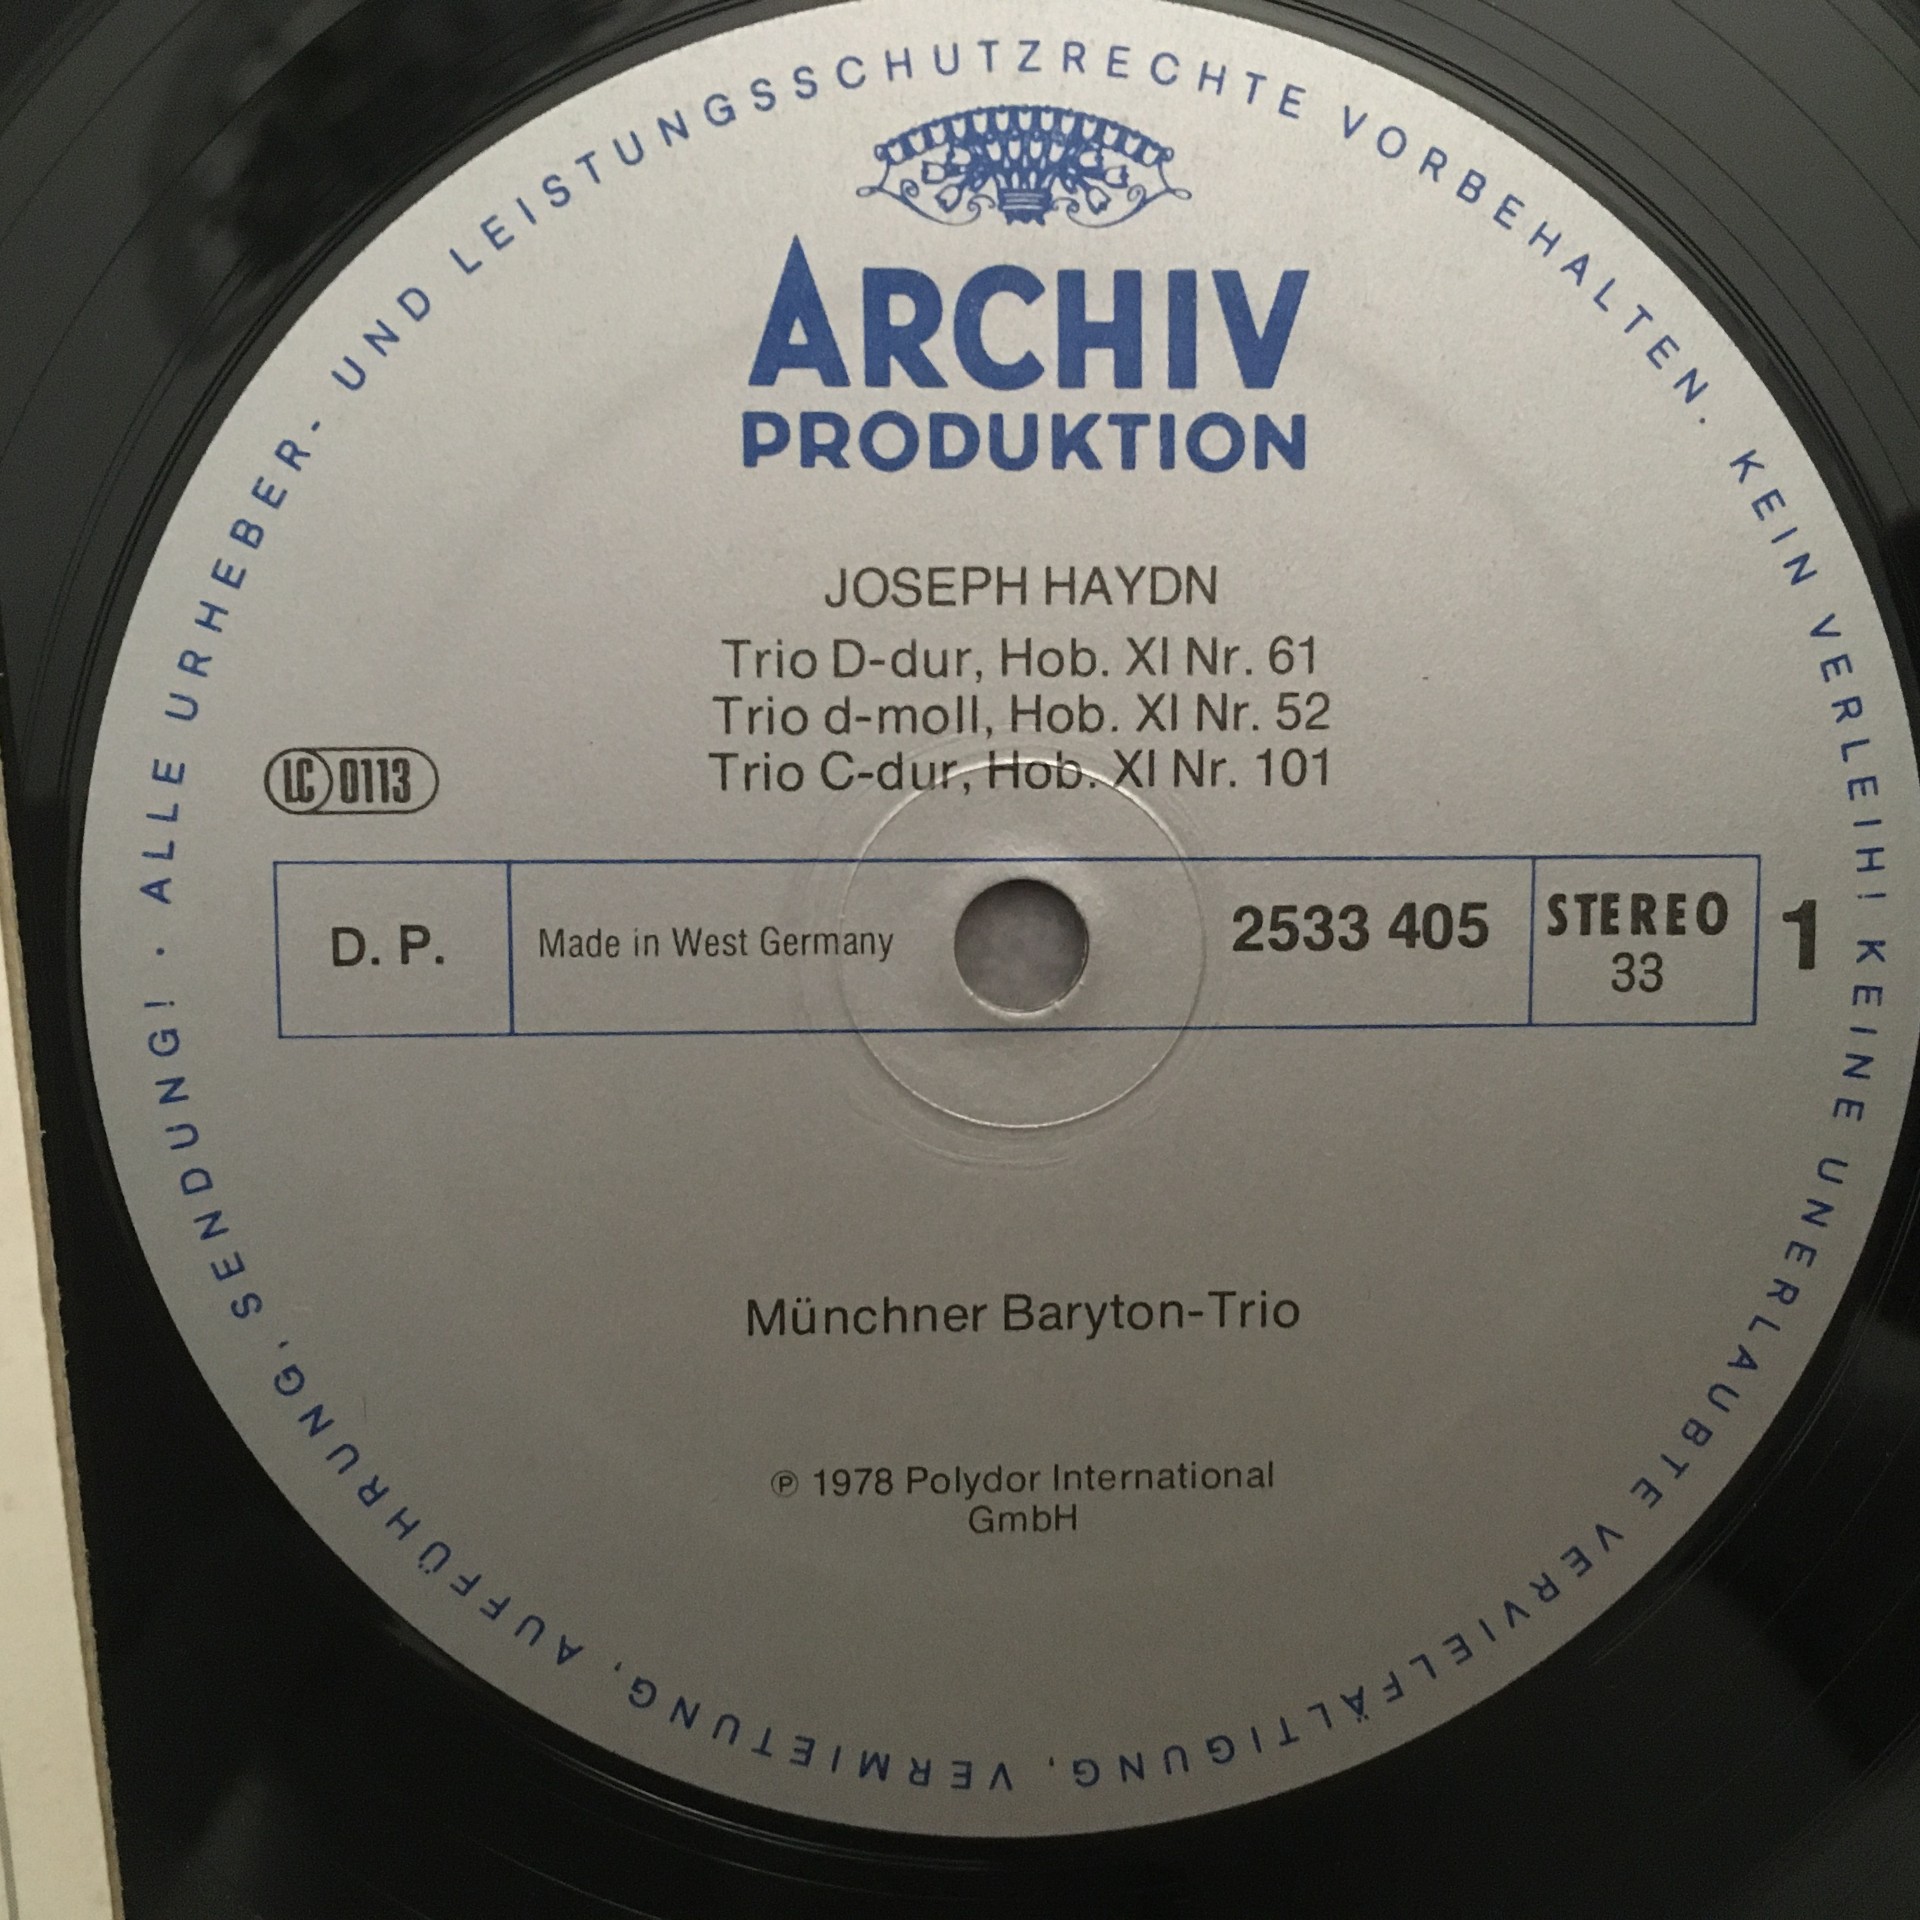 ALLE URHEBER- UND LEISTUNGSSCHUTZRECHTE VORBEHALTEN. KEIN VERLEIH! KEINE UNERLAUBTE VERVIELFÄLTIGUNG, VERMIETUNG, AUFFÜHRUNG, SENDUNG! ·
ARCHIV
PRODUKTION
JOSEPH HAYDN
Trio D-dur, Hob. XI Nr. 61
Trio d-moll, Hob. XI Nr. 52
Trio C-dur, Hob. XI Nr. 101
LC 0113
D. P. Made in West Germany 2533 405 STEREO 1
33
Münchner Baryton-Trio
℗ 1978 Polydor International
GmbH